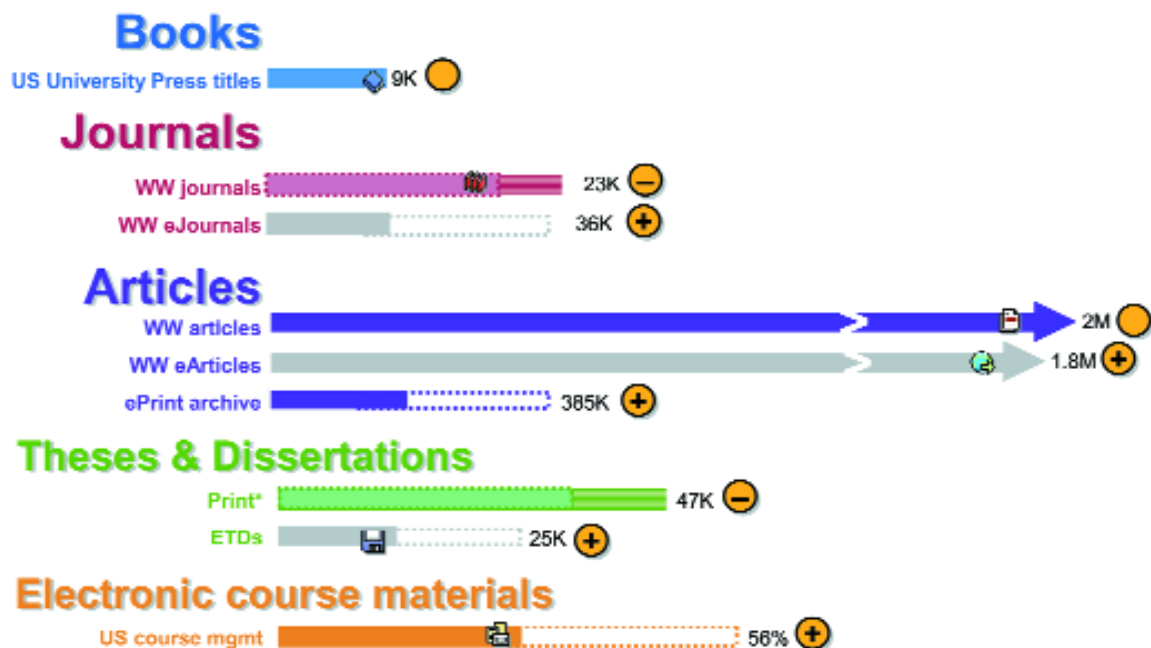 Books
US University Press titles 9K
Journals
WW journals 23K
WW eJournals 36K
Articles
WW articles 2M
WW eArticles 1.8M
ePrint archive 385K
Theses & Dissertations
Print* 47K
ETDs 25K
Electronic course materials
US course mgmt 56%